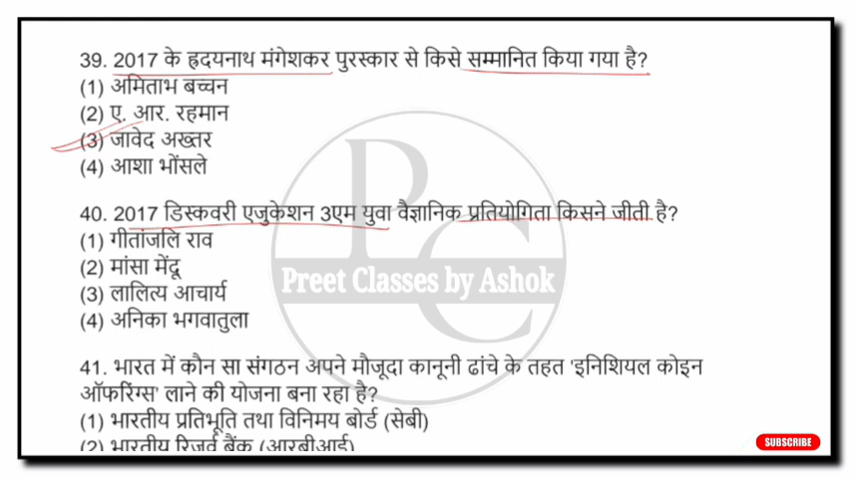 39. 2017 के ह्रदयनाथ मंगेशकर पुरस्कार से किसे सम्मानित किया गया है?
(1) अमिताभ बच्चन
(2) ए. आर. रहमान
(3) जावेद अख्तर
(4) आशा भोंसले
40. 2017 डिस्कवरी एजुकेशन 3एम युवा वैज्ञानिक प्रतियोगिता किसने जीती है?
(1) गीतांजलि राव
(2) मांसा मेंदू
(3) लालित्य आचार्य
(4) अनिका भगवातुला
PC
Preet Classes by Ashok
41. भारत में कौन सा संगठन अपने मौजूदा कानूनी ढांचे के तहत 'इनिशियल कोइन
ऑफरिंग्स' लाने की योजना बना रहा है?
(1) भारतीय प्रतिभूति तथा विनिमय बोर्ड (सेबी)
(2) भारतीय रिजर्व बैंक (आरबीआई)
SUBSCRIBE